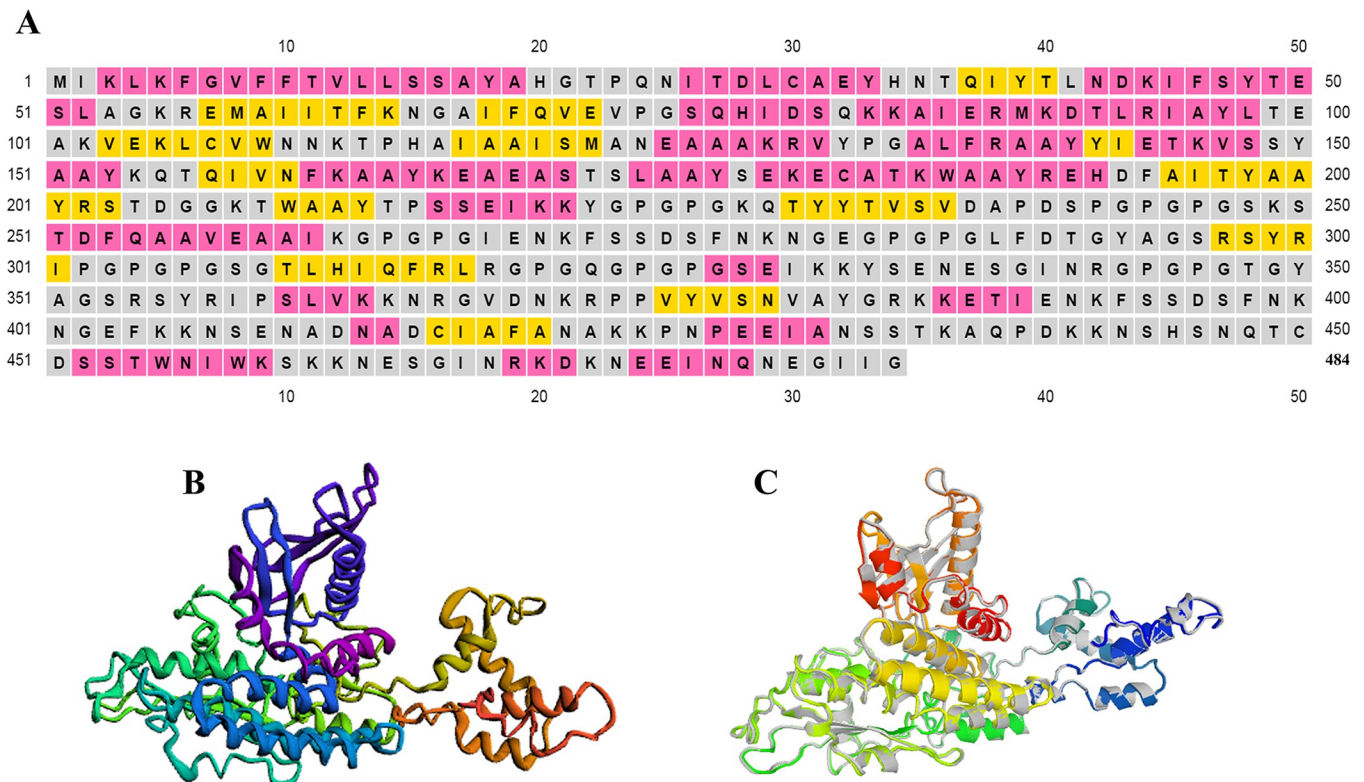 A
10 20 30 40 50
1 M I K L K F G V F F T V L L S S A Y A H G T P Q N I T D L C A E Y H N T Q I Y T L N D K I F S Y T E 50
51 S L A G K R E M A I I T F K N G A I F Q V E V P G S Q H I D S Q K K A I E R M K D T L R I A Y L T E 100
101 A K V E K L C V W N N K T P H A I A A I S M A N E A A A K R V Y P G A L F R A A Y Y I E T K V S S Y 150
151 A A Y K Q T Q I V N F K A A Y K E A E A S T S L A A Y S E K E C A T K W A A Y R E H D F A I T Y A A 200
201 Y R S T D G G K T W A A Y T P S S E I K K Y G P G P G K Q T Y Y T V S V D A P D S P G P G P G S K S 250
251 T D F Q A A V E A A I K G P G P G I E N K F S S D S F N K N G E G P G P G L F D T G Y A G S R S Y R 300
301 I P G P G P G S G T L H I Q F R L R G P G Q G P G P G S E I K K Y S E N E S G I N R G P G P G T G Y 350
351 A G S R S Y R I P S L V K K N R G V D N K R P P V Y V S N V A Y G R K K E T I E N K F S S D S F N K 400
401 N G E F K K N S E N A D N A D C I A F A N A K K P N P E E I A N S S T K A Q P D K K N S H S N Q T C 450
451 D S S T W N I W K S K K N E S G I N R K D K N E E I N Q N E G I I G 484
10 20 30 40 50
B C